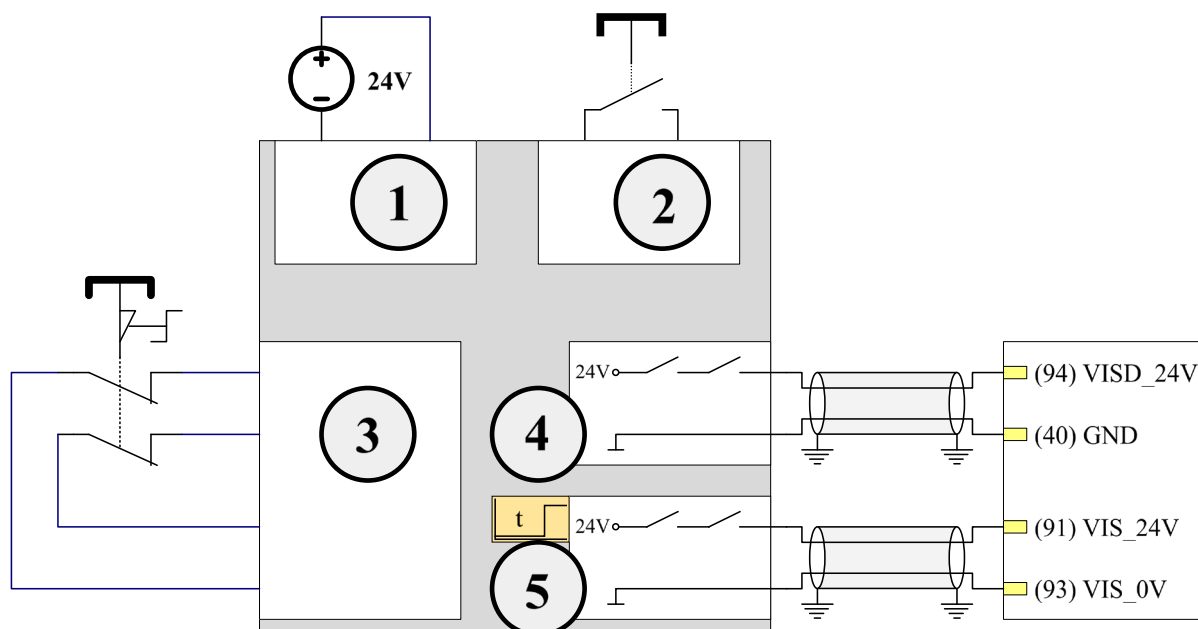 24V
1
2
3
4
24V
(94) VISD_24V
(40) GND
t
24V
(91) VIS_24V
5
(93) VIS_0V